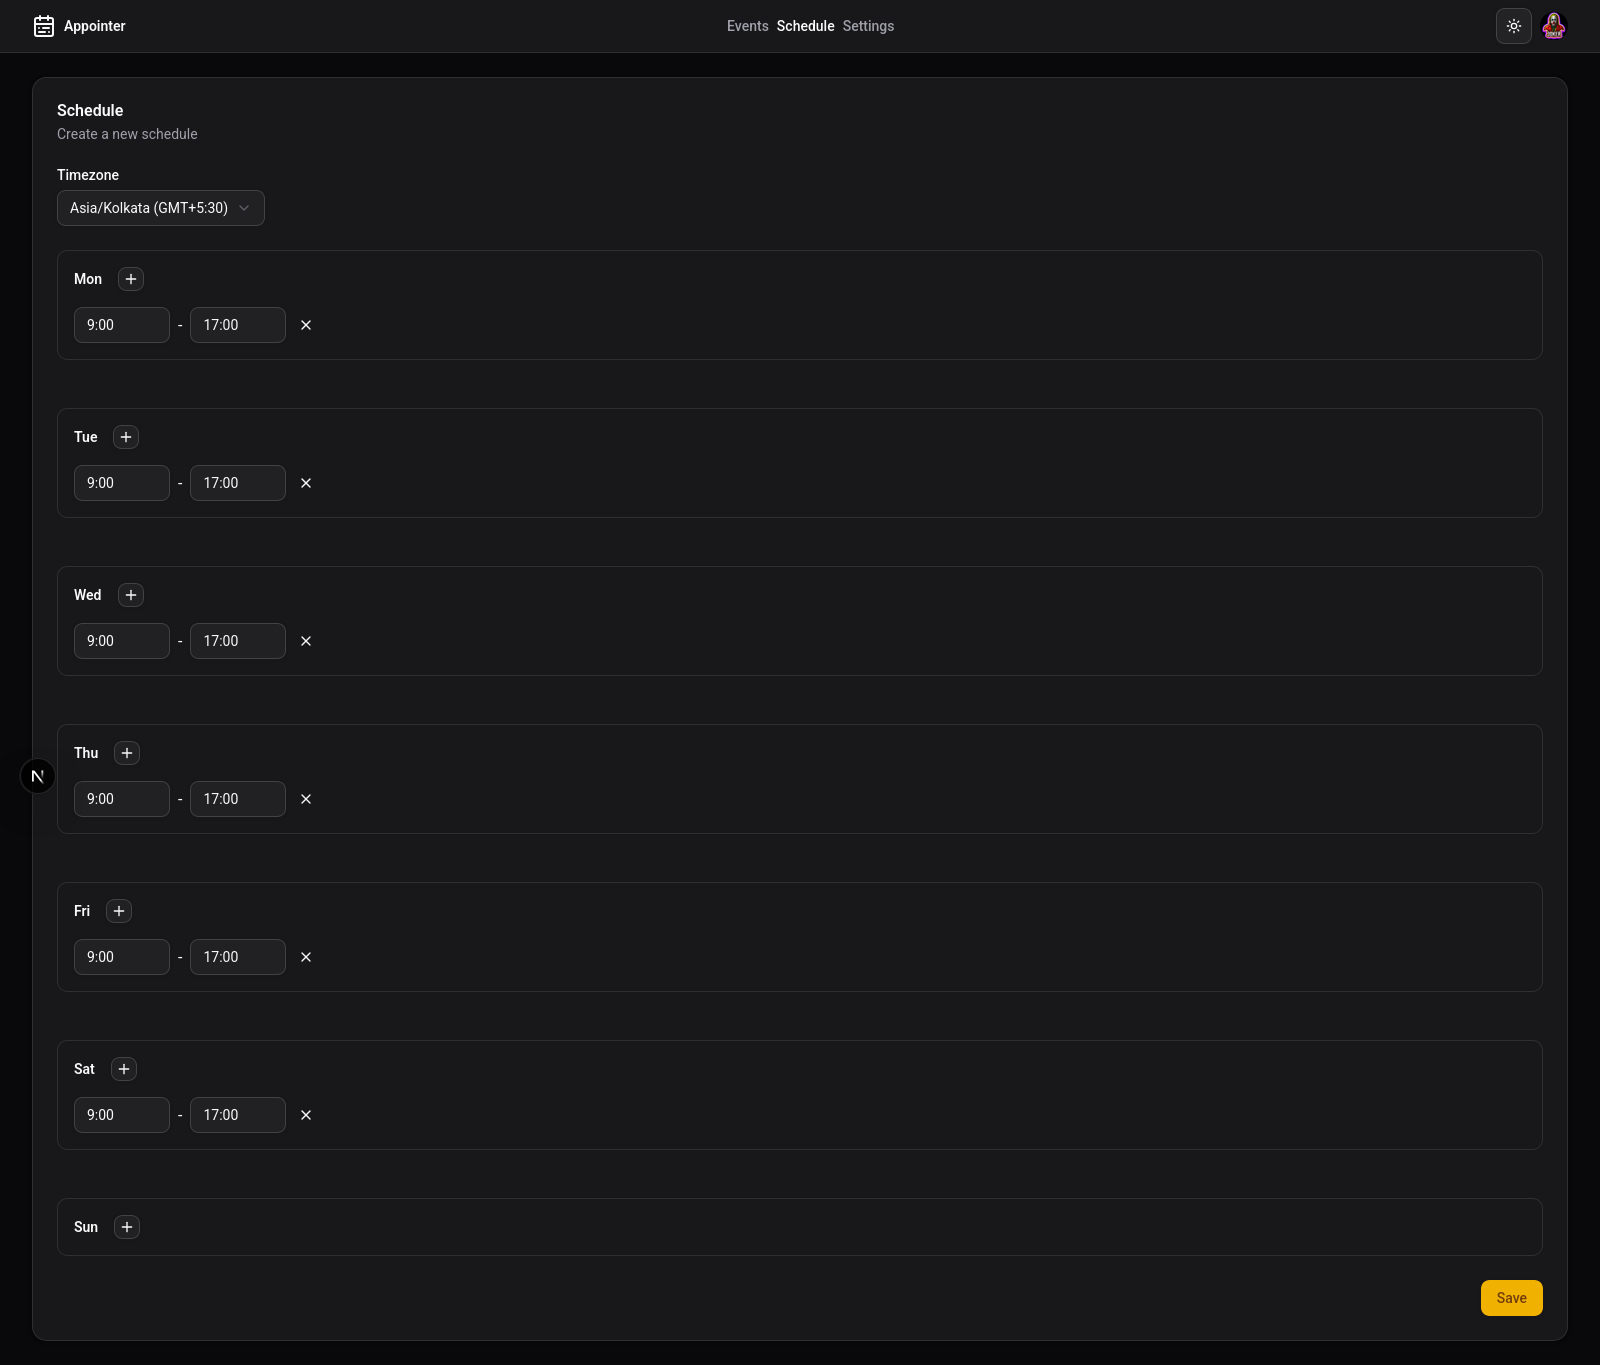 Appointer
Events Schedule Settings
Schedule
Create a new schedule
Timezone
Asia/Kolkata (GMT+5:30)
Mon
9:00 - 17:00
Tue
9:00 - 17:00
Wed
9:00 - 17:00
Thu
N
9:00 - 17:00
Fri
9:00 - 17:00
Sat
9:00 - 17:00
Sun
Save